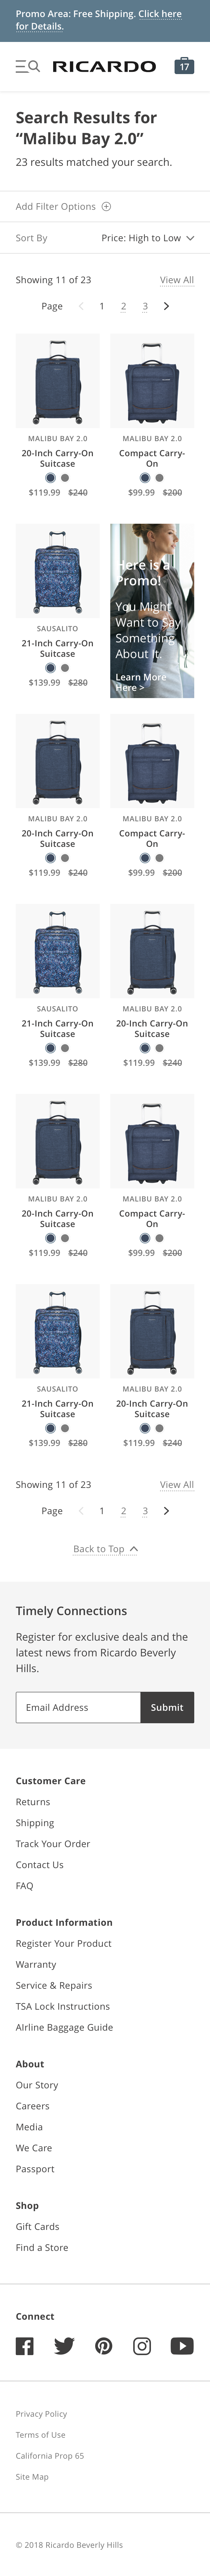 Promo Area: Free Shipping. Click here
for Details.
RICARDO
17
Search Results for
“Malibu Bay 2.0”
23 results matched your search.
Add Filter Options
Sort By
Price: High to Low
Showing 11 of 23
View All
Page
1
2
3
MALIBU BAY 2.0
20-Inch Carry-On
Suitcase
$119.99 $240
MALIBU BAY 2.0
Compact Carry-
On
$99.99 $200
SAUSALITO
21-Inch Carry-On
Suitcase
$139.99 $280
Here is a
Promo!
You Might
Want to Say
Something
About it.
Learn More
Here >
MALIBU BAY 2.0
20-Inch Carry-On
Suitcase
$119.99 $240
MALIBU BAY 2.0
Compact Carry-
On
$99.99 $200
SAUSALITO
21-Inch Carry-On
Suitcase
$139.99 $280
MALIBU BAY 2.0
20-Inch Carry-On
Suitcase
$119.99 $240
MALIBU BAY 2.0
20-Inch Carry-On
Suitcase
$119.99 $240
MALIBU BAY 2.0
Compact Carry-
On
$99.99 $200
SAUSALITO
21-Inch Carry-On
Suitcase
$139.99 $280
MALIBU BAY 2.0
20-Inch Carry-On
Suitcase
$119.99 $240
Showing 11 of 23
View All
Page
1
2
3
Back to Top
Timely Connections
Register for exclusive deals and the
latest news from Ricardo Beverly
Hills.
Email Address
Submit
Customer Care
Returns
Shipping
Track Your Order
Contact Us
FAQ
Product Information
Register Your Product
Warranty
Service & Repairs
TSA Lock Instructions
AIrline Baggage Guide
About
Our Story
Careers
Media
We Care
Passport
Shop
Gift Cards
Find a Store
Connect
Privacy Policy
Terms of Use
California Prop 65
Site Map
© 2018 Ricardo Beverly Hills